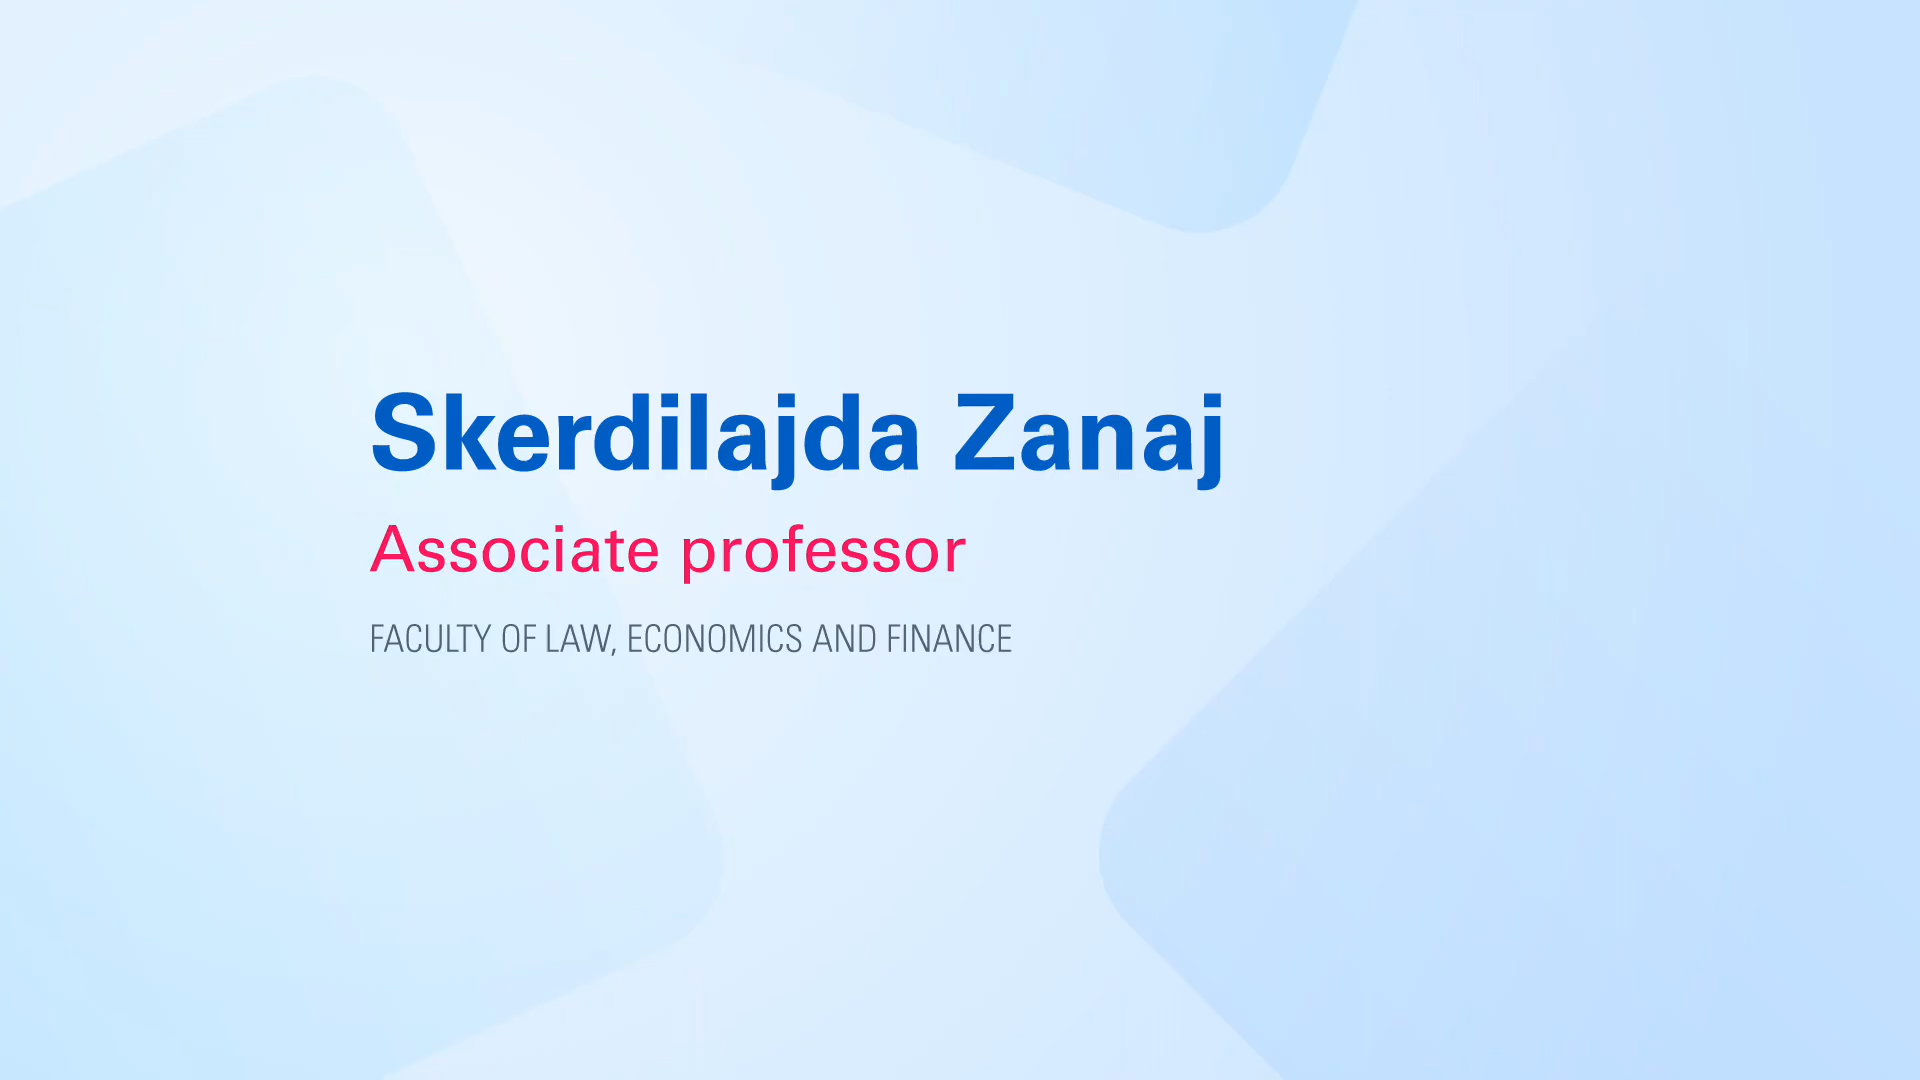 Skerdilajda Zanaj
Associate professor
FACULTY OF LAW, ECONOMICS AND FINANCE